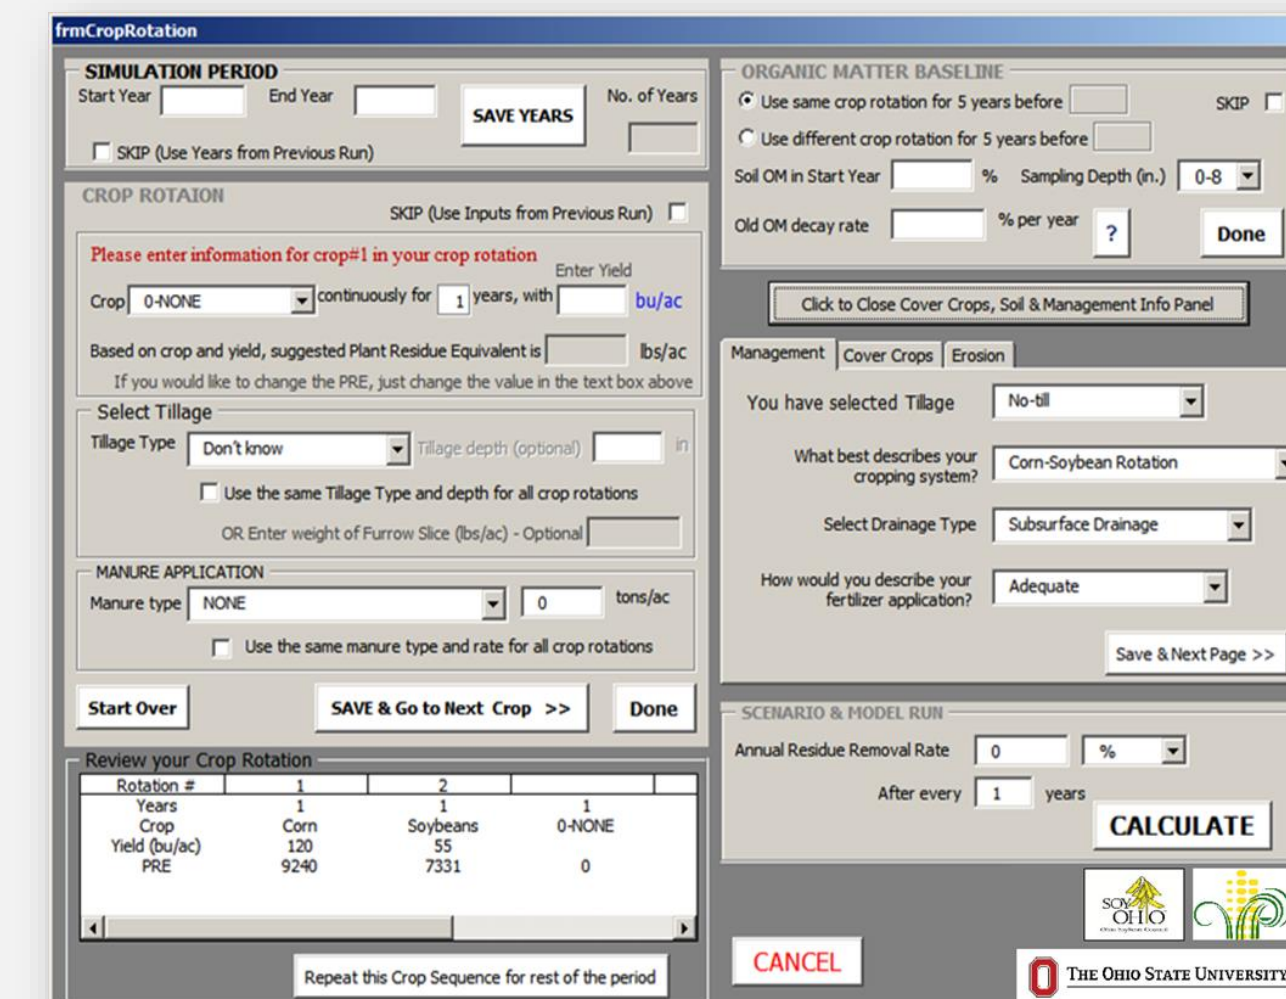 frmCropRotation
SIMULATION PERIOD
Start Year End Year SAVE YEARS No. of Years
SKIP (Use Years from Previous Run)
CROP ROTAION
SKIP (Use Inputs from Previous Run)
Please enter information for crop#1 in your crop rotation
Enter Yield
Crop 0-NONE continuously for 1 years, with bu/ac
Based on crop and yield, suggested Plant Residue Equivalent is lbs/ac
If you would like to change the PRE, just change the value in the text box above
Select Tillage
Tillage Type Don't know Tillage depth (optional) in
Use the same Tillage Type and depth for all crop rotations
OR Enter weight of Furrow Slice (lbs/ac) - Optional
MANURE APPLICATION
Manure type NONE 0 tons/ac
Use the same manure type and rate for all crop rotations
Start Over SAVE & Go to Next Crop >> Done
Review your Crop Rotation
Rotation # 1 2
Years 1 1 1
Crop Corn Soybeans 0-NONE
Yield (bu/ac) 120 55
PRE 9240 7331 0
Repeat this Crop Sequence for rest of the period
ORGANIC MATTER BASELINE
Use same crop rotation for 5 years before SKIP
Use different crop rotation for 5 years before
Soil OM in Start Year % Sampling Depth (in.) 0-8
Old OM decay rate % per year ? Done
Click to Close Cover Crops, Soil & Management Info Panel
Management Cover Crops Erosion
You have selected Tillage No-till
What best describes your
cropping system? Corn-Soybean Rotation
Select Drainage Type Subsurface Drainage
How would you describe your
fertilizer application? Adequate
Save & Next Page >>
SCENARIO & MODEL RUN
Annual Residue Removal Rate 0 %
After every 1 years
CALCULATE
SOY
OHIO
Ohio Soybean Council
CANCEL
THE OHIO STATE UNIVERSITY